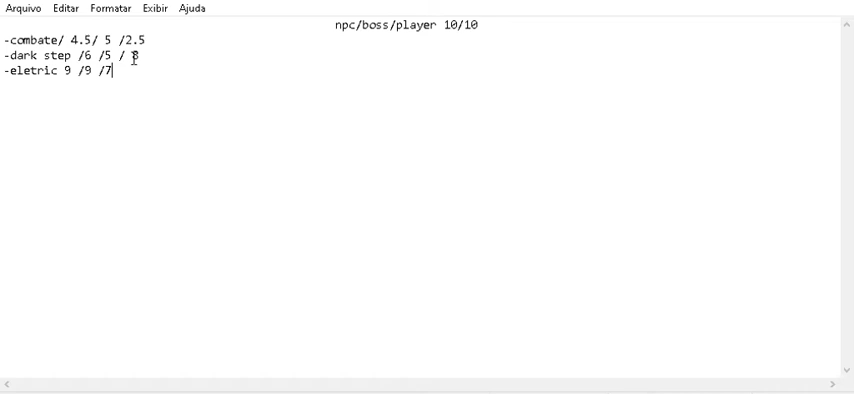 Arquivo Editar Formatar Exibir Ajuda
npc/boss/player 10/10
-combate/ 4.5/ 5 /2.5
-dark step /6 /5 / 8
-eletric 9 /9 /7